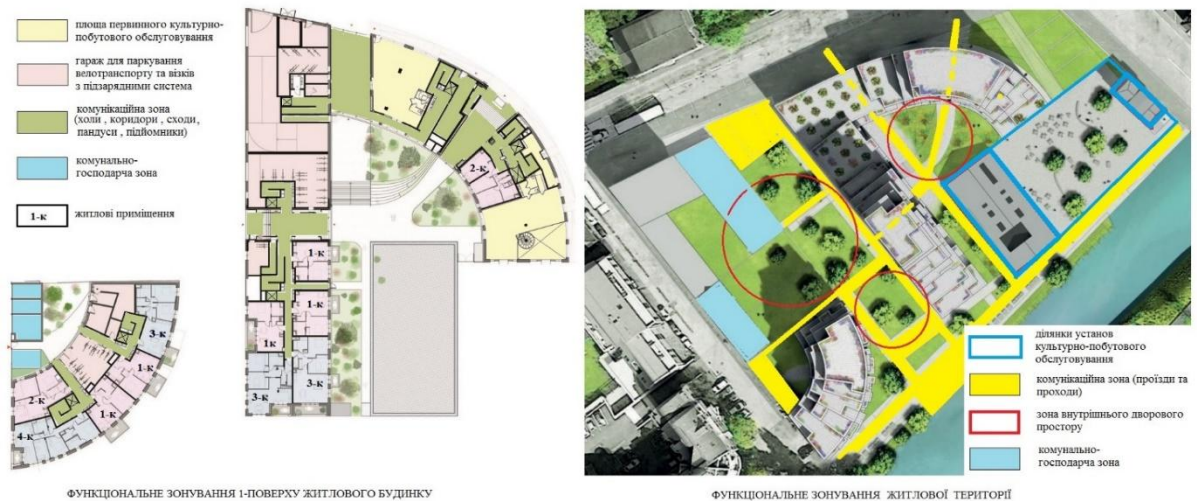 площа первинного культурно-
побутового обслуговування
гараж для паркування
велотранспорту та візків
з підзарядними система
комунікаційна зона
(холи , коридори , сходи,
пандуси , підйомники)
комунально-
господарча зона
1-к
житлові приміщення
2-к
1-к
1-к
1к
3-к
3-к
3-к
1-к
2-к
1-к
4-к
ФУНКЦІОНАЛЬНЕ ЗОНУВАННЯ 1-ПОВЕРХУ ЖИТЛОВОГО БУДИНКУ
ділянки установ
культурно-побутового
обслуговування
комунікаційна зона (проїзди та
проходи)
зона внутрішнього дворового
простору
комунально-
господарча зона
ФУНКЦІОНАЛЬНЕ ЗОНУВАННЯ ЖИТЛОВОЇ ТЕРИТОРІЇ